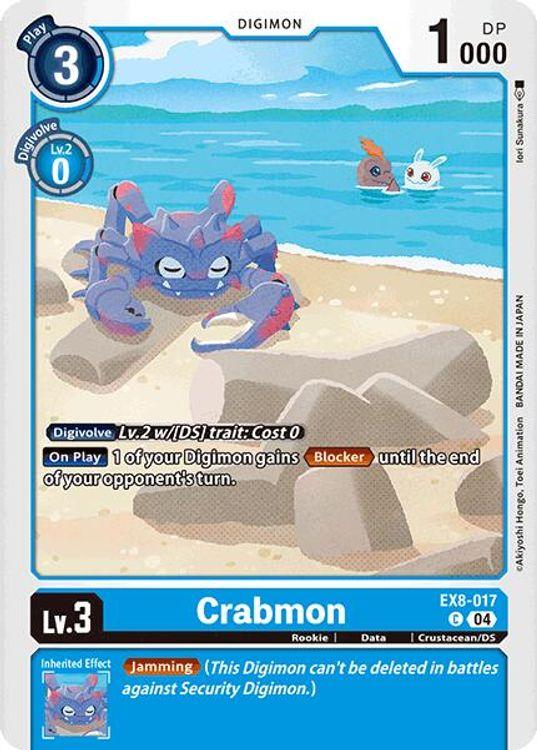 DIGIMON
Play
3
1000
DP
Digivolve
Lv.2
0
Iori Sunakura
BANDAI MADE IN JAPAN
©Akiyoshi Hongo, Toei Animation
Digivolve Lv.2 w/[DS] trait: Cost 0
On Play 1 of your Digimon gains Blocker until the end
of your opponent's turn.
Lv.3
Crabmon
EX8-017
C 04
Rookie | Data | Crustacean/DS
Inherited Effect
Jamming (This Digimon can't be deleted in battles
against Security Digimon.)